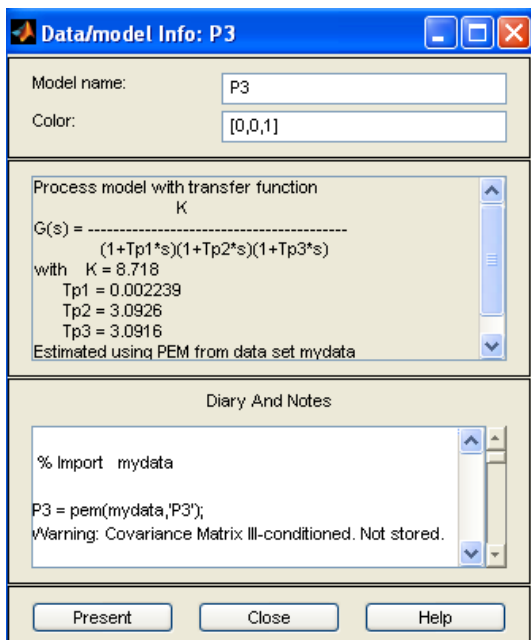 Data/model Info: P3
Model name: P3
Color: [0,0,1]
Process model with transfer function
K
G(s) = -----------------------------------------
(1+Tp1*s)(1+Tp2*s)(1+Tp3*s)
with K = 8.718
Tp1 = 0.002239
Tp2 = 3.0926
Tp3 = 3.0916
Estimated using PEM from data set mydata
Diary And Notes
% Import mydata
P3 = pem(mydata,'P3');
Warning: Covariance Matrix Ill-conditioned. Not stored.
Present Close Help